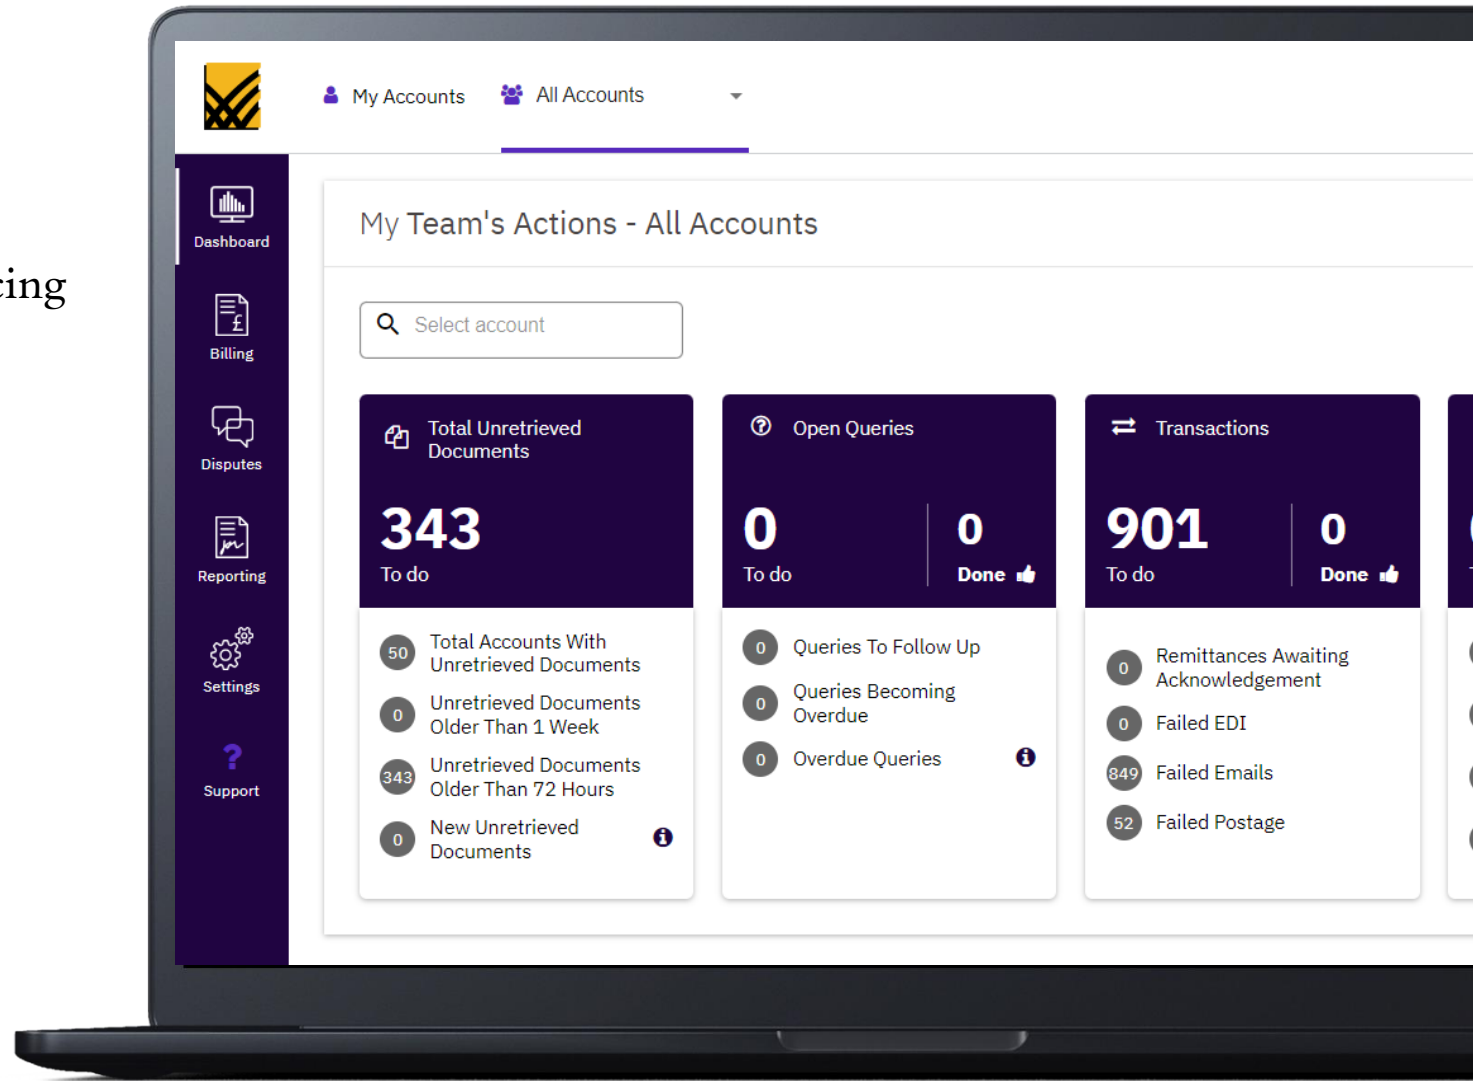 My Accounts
All Accounts
Dashboard
Billing
Disputes
Reporting
Settings
Support
My Team's Actions - All Accounts
Select account
Total Unretrieved
Documents
343
To do
50
Total Accounts With
Unretrieved Documents
0
Unretrieved Documents
Older Than 1 Week
343
Unretrieved Documents
Older Than 72 Hours
0
New Unretrieved
Documents
Open Queries
0
To do
0
Done
0
Queries To Follow Up
0
Queries Becoming
Overdue
0
Overdue Queries
Transactions
901
To do
0
Done
0
Remittances Awaiting
Acknowledgement
0
Failed EDI
849
Failed Emails
52
Failed Postage